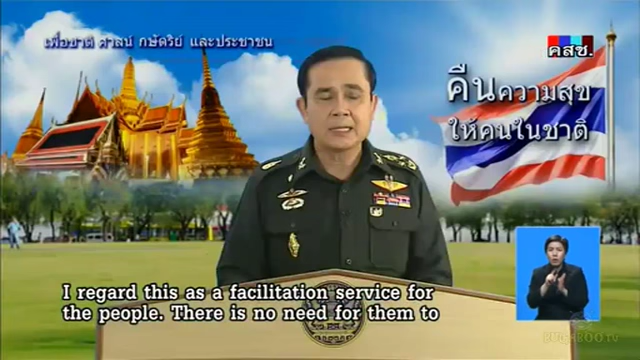 เพื่อชาติ ศาสน์ กษัตริย์ และประชาชน
คสช.
คืนความสุข
ให้คนในชาติ
I regard this as a facilitation service for
the people. There is no need for them to
BUGABOO.tv